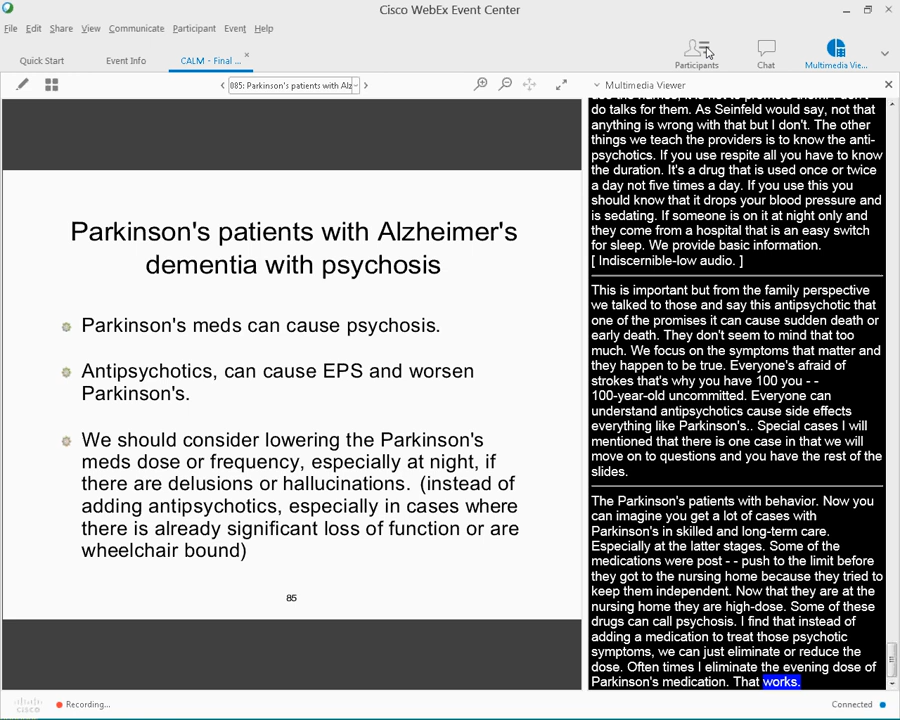 Cisco WebEx Event Center
File Edit Share View Communicate Participant Event Help
Quick Start Event Info CALM - Final ...
Participants Chat Multimedia Vie...
085: Parkinson's patients with Alz
Multimedia Viewer
Parkinson's patients with Alzheimer's
dementia with psychosis
Parkinson's meds can cause psychosis.
Antipsychotics, can cause EPS and worsen
Parkinson's.
We should consider lowering the Parkinson's
meds dose or frequency, especially at night, if
there are delusions or hallucinations. (instead of
adding antipsychotics, especially in cases where
there is already significant loss of function or are
wheelchair bound)
85
do talks for them. As Seinfeld would say, not that
anything is wrong with that but I don't. The other
things we teach the providers is to know the anti-
psychotics. If you use respite all you have to know
the duration. It's a drug that is used once or twice
a day not five times a day. If you use this you
should know that it drops your blood pressure and
is sedating. If someone is on it at night only and
they come from a hospital that is an easy switch
for sleep. We provide basic information.
[ Indiscernible-low audio. ]
This is important but from the family perspective
we talked to those and say this antipsychotic that
one of the promises it can cause sudden death or
early death. They don't seem to mind that too
much. We focus on the symptoms that matter and
they happen to be true. Everyone's afraid of
strokes that's why you have 100 you - -
100-year-old uncommitted. Everyone can
understand antipsychotics cause side effects
everything like Parkinson's.. Special cases I will
mentioned that there is one case in that we will
move on to questions and you have the rest of the
slides.
The Parkinson's patients with behavior. Now you
can imagine you get a lot of cases with
Parkinson's in skilled and long-term care.
Especially at the latter stages. Some of the
medications were post - - push to the limit before
they got to the nursing home because they tried to
keep them independent. Now that they are at the
nursing home they are high-dose. Some of these
drugs can call psychosis. I find that instead of
adding a medication to treat those psychotic
symptoms, we can just eliminate or reduce the
dose. Often times I eliminate the evening dose of
Parkinson's medication. That works.
cisco Recording... Connected